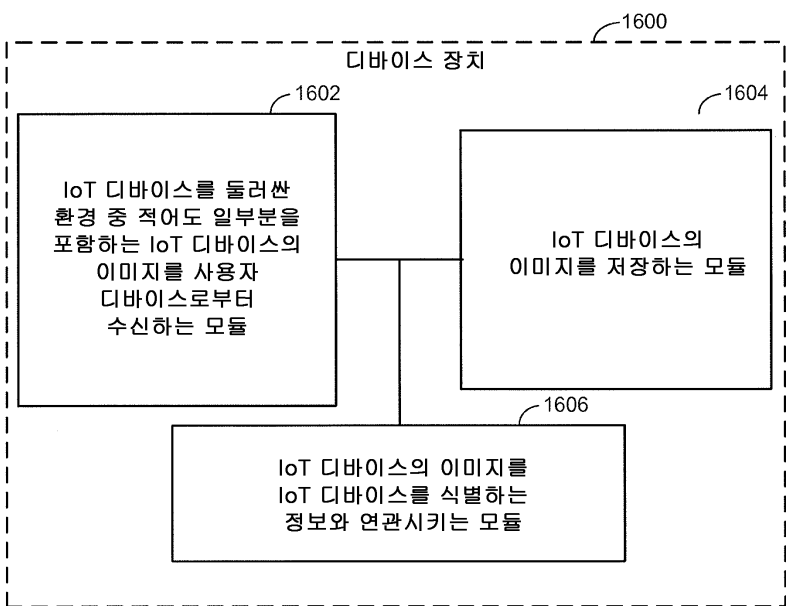 1600
디바이스 장치
1602
IoT 디바이스를 둘러싼
환경 중 적어도 일부분을
포함하는 IoT 디바이스의
이미지를 사용자
디바이스로부터
수신하는 모듈
1604
IoT 디바이스의
이미지를 저장하는 모듈
1606
IoT 디바이스의 이미지를
IoT 디바이스를 식별하는
정보와 연관시키는 모듈